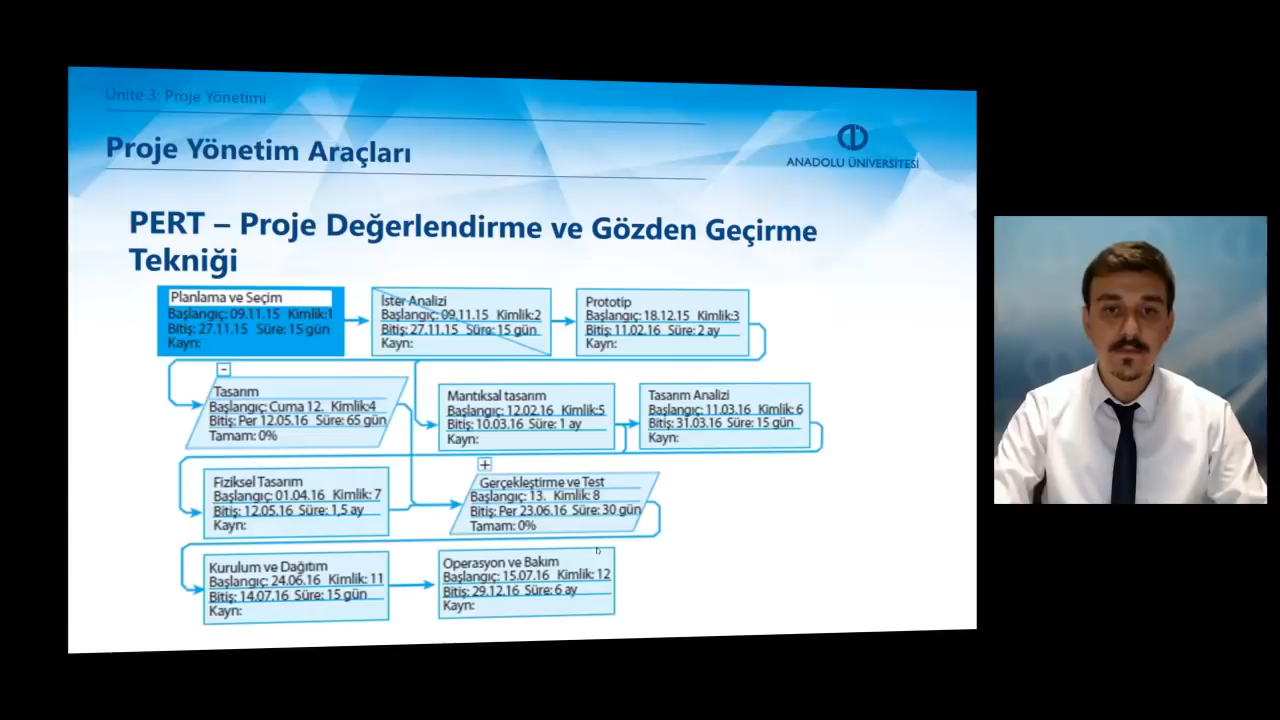 Ünite 3: Proje Yönetimi
Proje Yönetim Araçları
ANADOLU ÜNİVERSİTESİ
PERT – Proje Değerlendirme ve Gözden Geçirme
Tekniği
Planlama ve Seçim
Başlangıç: 09.11.15 Kimlik:1
Bitiş: 27.11.15 Süre: 15 gün
Kayn:
İster Analizi
Başlangıç: 09.11.15 Kimlik:2
Bitiş: 27.11.15 Süre: 15 gün
Kayn:
Prototip
Başlangıç: 18.12.15 Kimlik:3
Bitiş: 11.02.16 Süre: 2 ay
Kayn:
Tasarım
Başlangıç: Cuma 12. Kimlik:4
Bitiş: Per 12.05.16 Süre: 65 gün
Tamam: 0%
Mantıksal tasarım
Başlangıç: 12.02.16 Kimlik:5
Bitiş: 10.03.16 Süre: 1 ay
Kayn:
Tasarım Analizi
Başlangıç: 11.03.16 Kimlik: 6
Bitiş: 31.03.16 Süre: 15 gün
Kayn:
Fiziksel Tasarım
Başlangıç: 01.04.16 Kimlik: 7
Bitiş: 12.05.16 Süre: 1,5 ay
Kayn:
Gerçekleştirme ve Test
Başlangıç: 13. Kimlik: 8
Bitiş: Per 23.06.16 Süre: 30 gün
Tamam: 0%
Kurulum ve Dağıtım
Başlangıç: 24.06.16 Kimlik: 11
Bitiş: 14.07.16 Süre: 15 gün
Kayn:
Operasyon ve Bakım
Başlangıç: 15.07.16 Kimlik: 12
Bitiş: 29.12.16 Süre: 6 ay
Kayn: